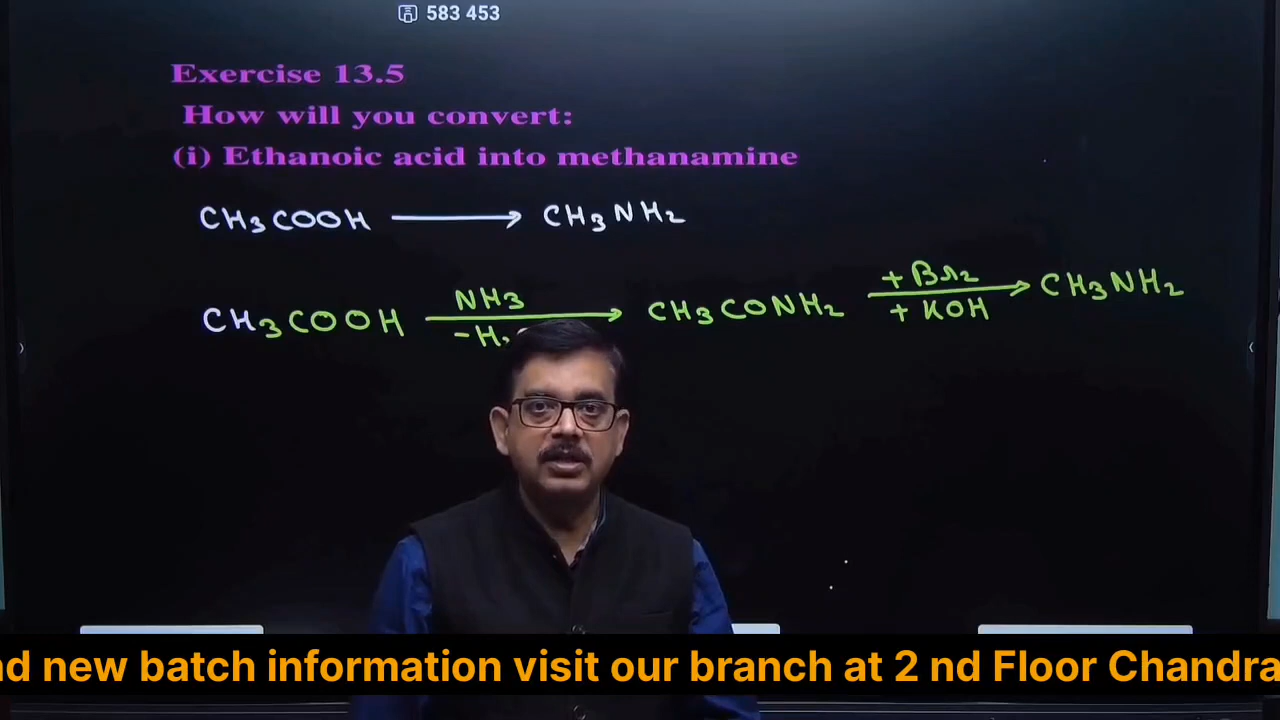 583 453
Exercise 13.5
How will you convert:
(i) Ethanoic acid into methanamine
CH3COOH ⟶ CH3NH2
NH3
+Br2
CH3COOH ⟶ CH3CONH2 ⟶ CH3NH2
+ KOH
new batch information visit our branch at 2 nd Floor Chandra